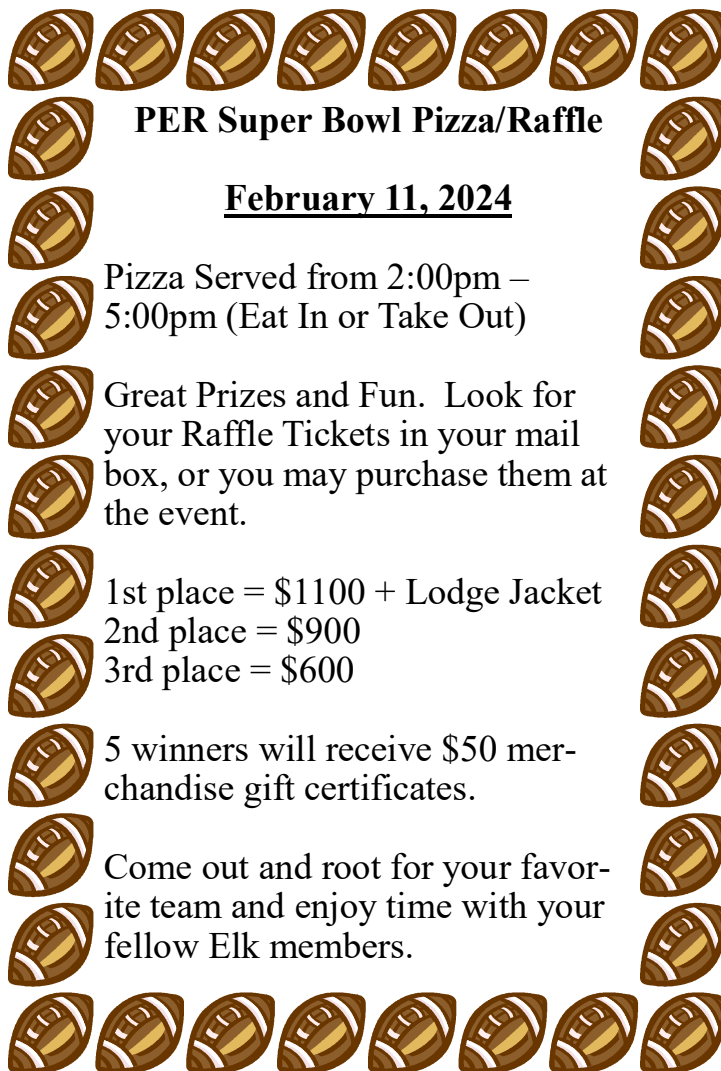 PER Super Bowl Pizza/Raffle
February 11, 2024
Pizza Served from 2:00pm –
5:00pm (Eat In or Take Out)
Great Prizes and Fun.  Look for
your Raffle Tickets in your mail
box, or you may purchase them at
the event.
1st place = $1100 + Lodge Jacket
2nd place = $900
3rd place = $600
5 winners will receive $50 mer-
chandise gift certificates.
Come out and root for your favor-
ite team and enjoy time with your
fellow Elk members.